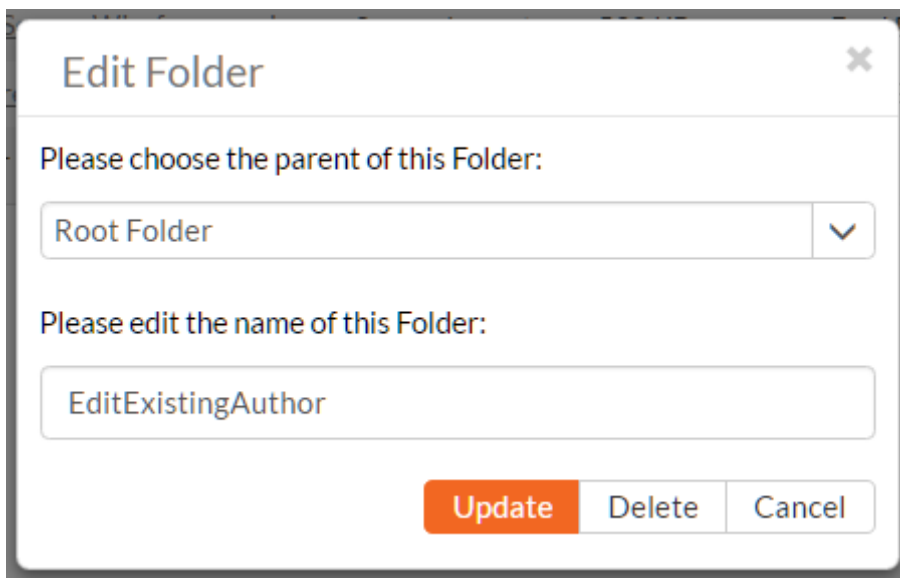 Edit Folder
Please choose the parent of this Folder:
Root Folder
Please edit the name of this Folder:
EditExistingAuthor
Update Delete Cancel